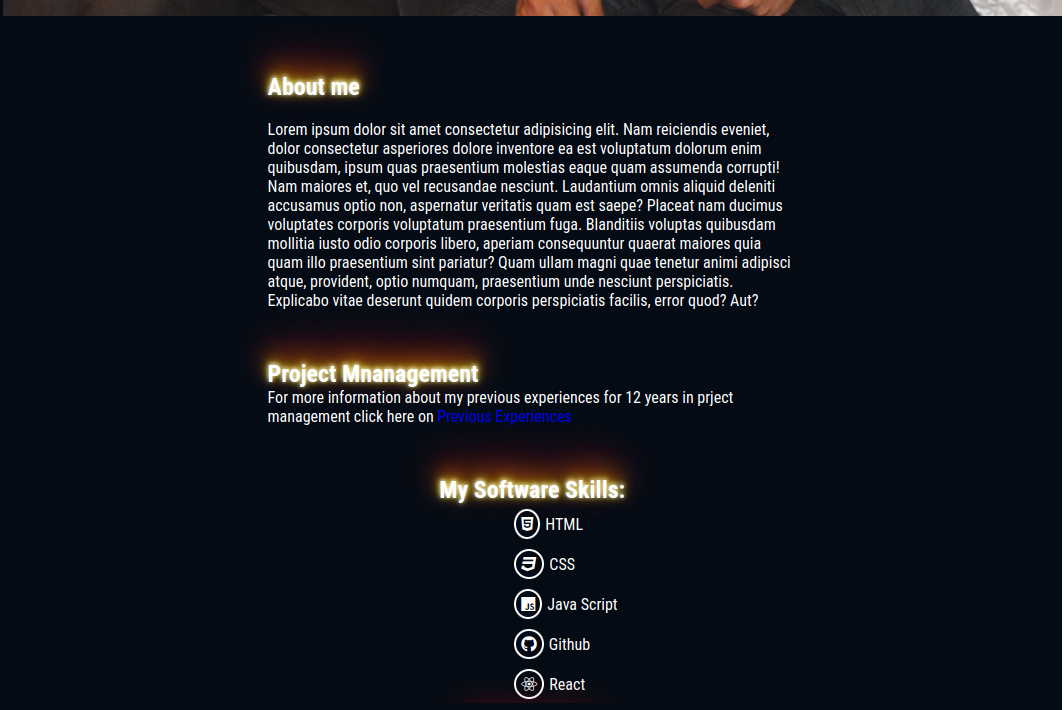 About me
Lorem ipsum dolor sit amet consectetur adipisicing elit. Nam reiciendis eveniet,
dolor consectetur asperiores dolore inventore ea est voluptatum dolorum enim
quibusdam, ipsum quas praesentium molestias eaque quam assumenda corrupti!
Nam maiores et, quo vel recusandae nesciunt. Laudantium omnis aliquid deleniti
accusamus optio non, aspernatur veritatis quam est saepe? Placeat nam ducimus
voluptates corporis voluptatum praesentium fuga. Blanditiis voluptas quibusdam
mollitia iusto odio corporis libero, aperiam consequuntur quaerat maiores quia
quam illo praesentium sint pariatur? Quam ullam magni quae tenetur animi adipisci
atque, provident, optio numquam, praesentium unde nesciunt perspiciatis.
Explicabo vitae deserunt quidem corporis perspiciatis facilis, error quod? Aut?
Project Mnanagement
For more information about my previous experiences for 12 years in prject
management click here on Previous Experiences
My Software Skills:
HTML
CSS
JS Java Script
Github
React